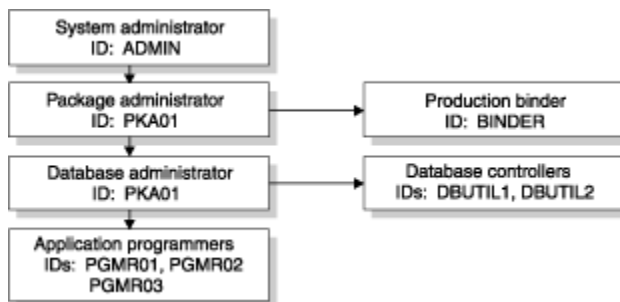 System administrator
ID: ADMIN
Package administrator
ID: PKA01
Production binder
ID: BINDER
Database administrator
ID: PKA01
Database controllers
IDs: DBUTIL1, DBUTIL2
Application programmers
IDs: PGMR01, PGMR02
PGMR03